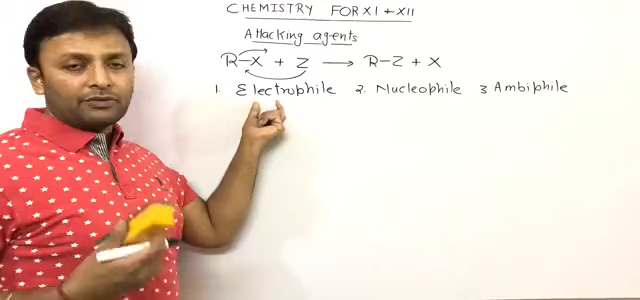 CHEMISTRY FOR XI + XII
Attacking agents
R-X + Z → R-Z + X
1. Electrophile 2. Nucleophile 3 Ambiphile